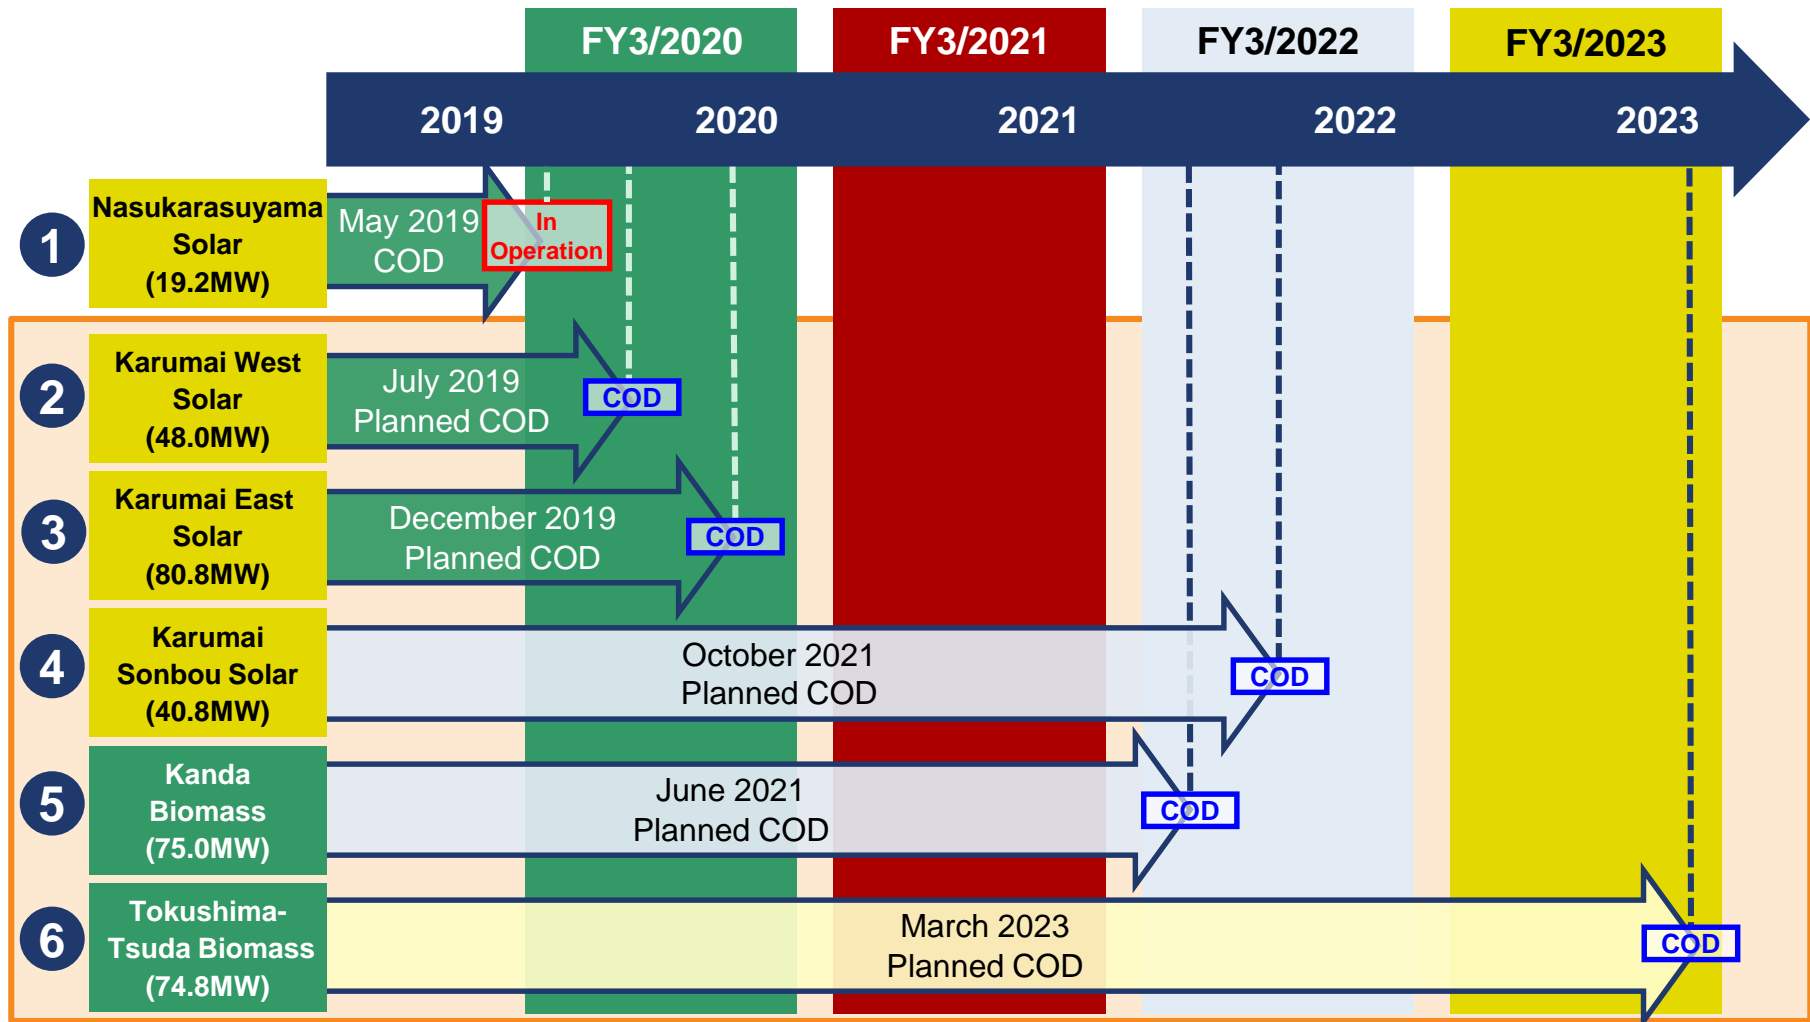 FY3/2020
FY3/2021
FY3/2022
FY3/2023
2019
2020
2021
2022
2023
1
Nasukarasuyama
Solar
(19.2MW)
May 2019
COD
In
Operation
2
Karumai West
Solar
(48.0MW)
July 2019
Planned COD
COD
3
Karumai East
Solar
(80.8MW)
December 2019
Planned COD
COD
4
Karumai
Sonbou Solar
(40.8MW)
October 2021
Planned COD
COD
5
Kanda
Biomass
(75.0MW)
June 2021
Planned COD
COD
6
Tokushima-
Tsuda Biomass
(74.8MW)
March 2023
Planned COD
COD